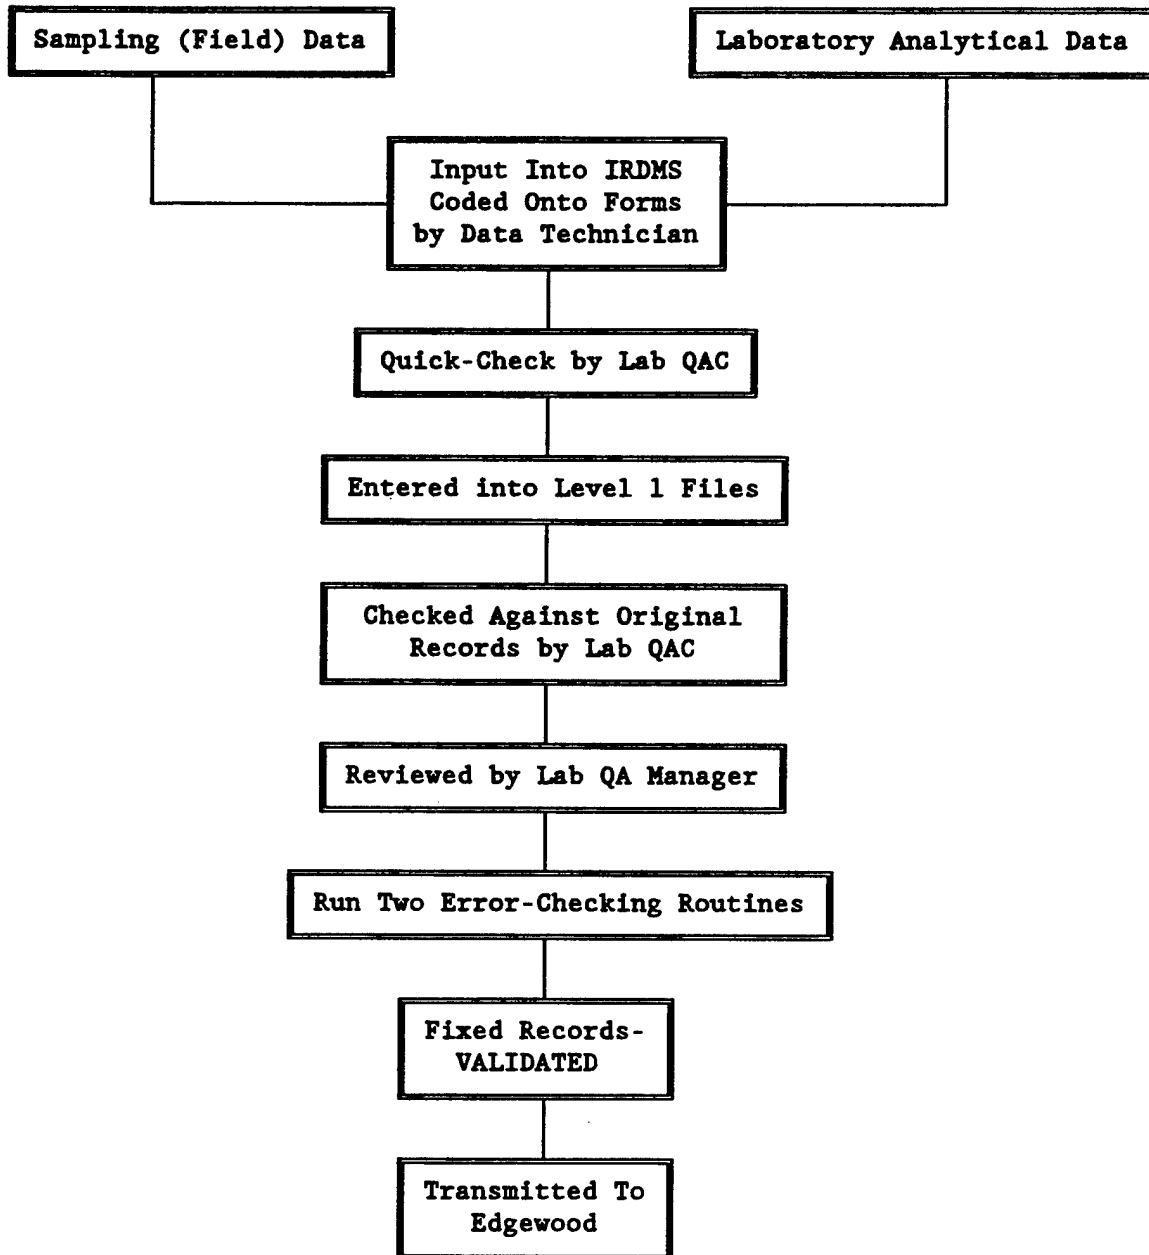 Sampling (Field) Data
Laboratory Analytical Data
Input Into IRDMS
Coded Onto Forms
by Data Technician
Quick-Check by Lab QAC
Entered into Level 1 Files
Checked Against Original
Records by Lab QAC
Reviewed by Lab QA Manager
Run Two Error-Checking Routines
Fixed Records-
VALIDATED
Transmitted To
Edgewood